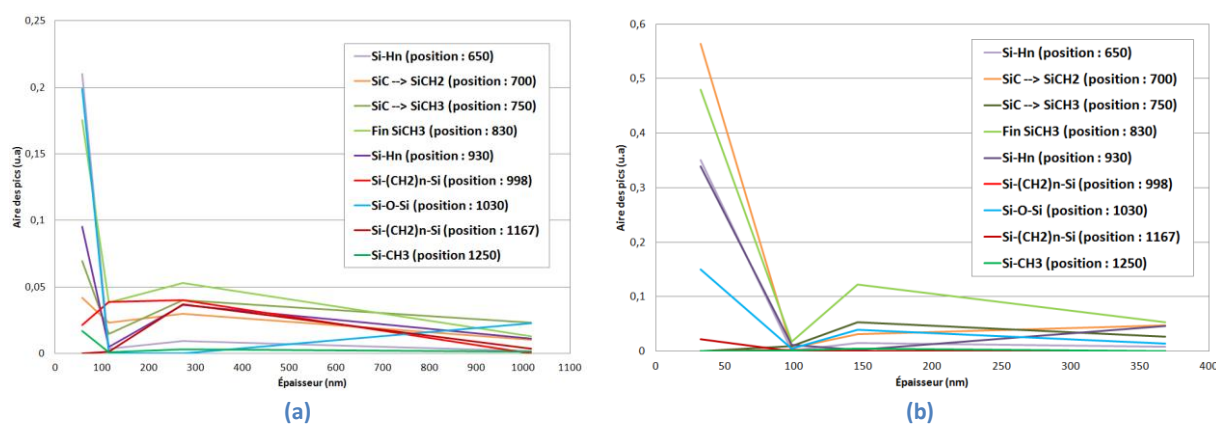 0,25
0,2
0,15
0,1
0,05
0
Aire des pics (u.a)
0 100 200 300 400 500 600 700 800 900 1000 1100
Épaisseur (nm)
Si-Hn (position : 650)
SiC --> SiCH2 (position : 700)
SiC --> SiCH3 (position : 750)
Fin SiCH3 (position : 830)
Si-Hn (position : 930)
Si-(CH2)n-Si (position : 998)
Si-O-Si (position : 1030)
Si-(CH2)n-Si (position : 1167)
Si-CH3 (position 1250)
(a)
0,6
0,5
0,4
0,3
0,2
0,1
0
Aire des pics (u.a)
0 50 100 150 200 250 300 350 400
Épaisseur (nm)
Si-Hn (position : 650)
SiC --> SiCH2 (position : 700)
SiC --> SiCH3 (position : 750)
Fin SiCH3 (position : 830)
Si-Hn (position : 930)
Si-(CH2)n-Si (position : 998)
Si-O-Si (position : 1030)
Si-(CH2)n-Si (position : 1167)
Si-CH3 (position : 1250)
(b)